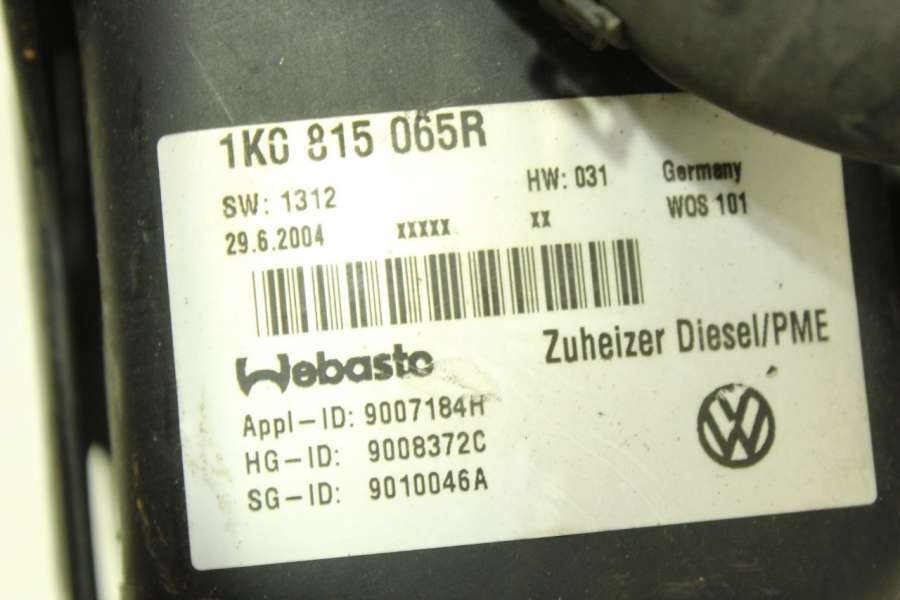 1K0 815 065R
SW: 1312 HW: 031 Germany
29.6.2004 XXXXX XX WOS 101
Webasto Zuheizer Diesel/PME
Appl-ID: 9007184H
HG-ID: 9008372C
SG-ID: 9010046A
VW